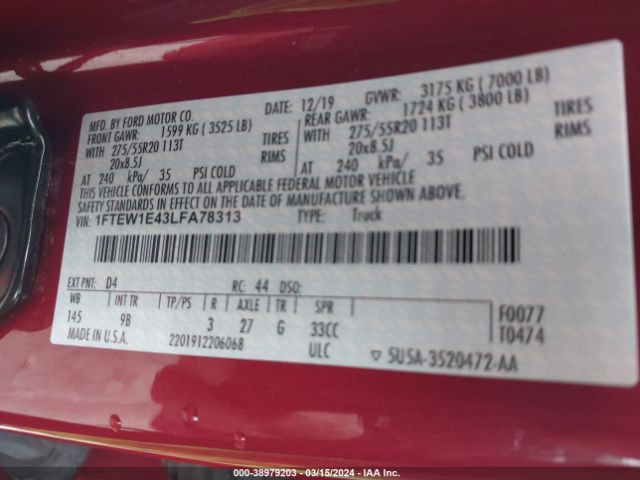 MFD. BY FORD MOTOR CO.
DATE: 12/19 GVWR: 3175 KG ( 7000 LB)
FRONT GAWR: 1599 KG ( 3525 LB) REAR GAWR: 1724 KG ( 3800 LB)
WITH 275/55R20 113T TIRES WITH 275/55R20 113T TIRES
20x8.5J RIMS 20x8.5J RIMS
AT 240 kPa/ 35 PSI COLD AT 240 kPa/ 35 PSI COLD
THIS VEHICLE CONFORMS TO ALL APPLICABLE FEDERAL MOTOR VEHICLE
SAFETY STANDARDS IN EFFECT ON THE DATE OF MANUFACTURE SHOWN ABOVE.
VIN: 1FTEW1E43LFA78313 TYPE: Truck
EXT PNT: D4 RC: 44 DSO:
WB INT TR TP/PS R AXLE TR SPR
145 9B 3 27 G 33CC
F0077
T0474
MADE IN U.S.A. 2201912206068 ULC 5U5A-3520472-AA
000-38979203 - 03/15/2024 - IAA Inc.